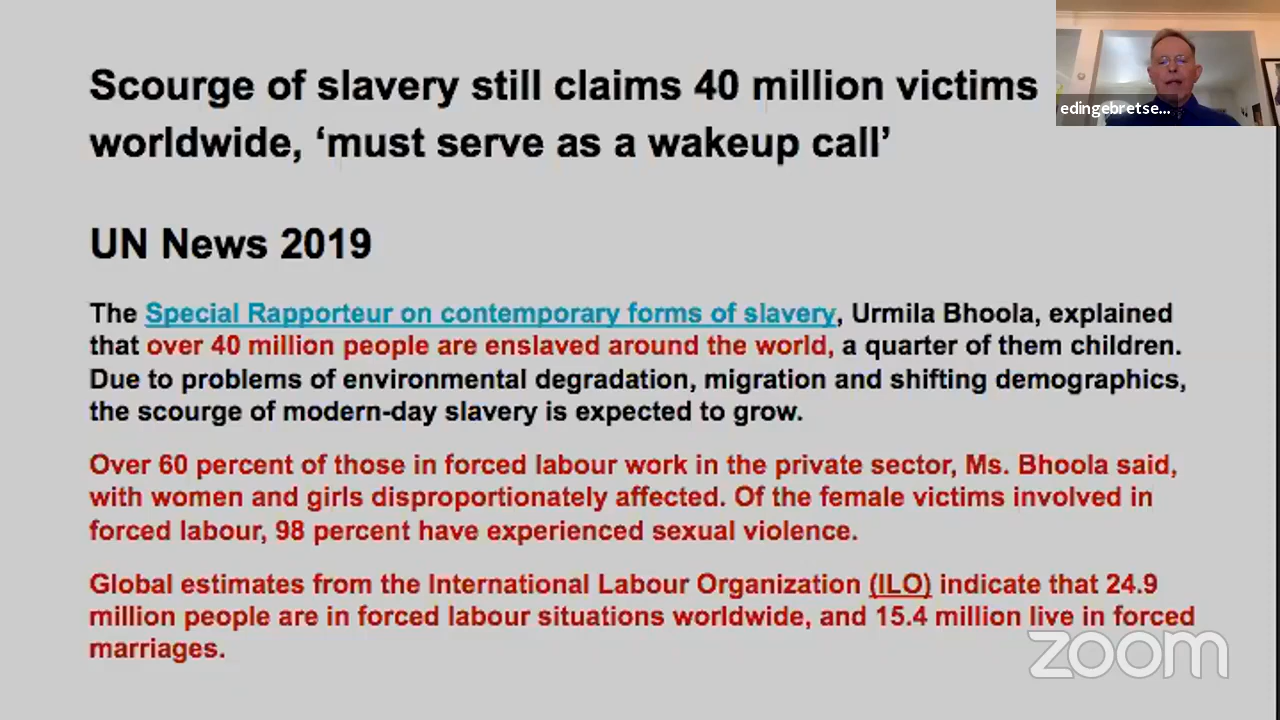 Scourge of slavery still claims 40 million victims
worldwide, ‘must serve as a wakeup call’
edingebretse...
UN News 2019
The Special Rapporteur on contemporary forms of slavery, Urmila Bhoola, explained
that over 40 million people are enslaved around the world, a quarter of them children.
Due to problems of environmental degradation, migration and shifting demographics,
the scourge of modern-day slavery is expected to grow.
Over 60 percent of those in forced labour work in the private sector, Ms. Bhoola said,
with women and girls disproportionately affected. Of the female victims involved in
forced labour, 98 percent have experienced sexual violence.
Global estimates from the International Labour Organization (ILO) indicate that 24.9
million people are in forced labour situations worldwide, and 15.4 million live in forced
marriages.
zoom